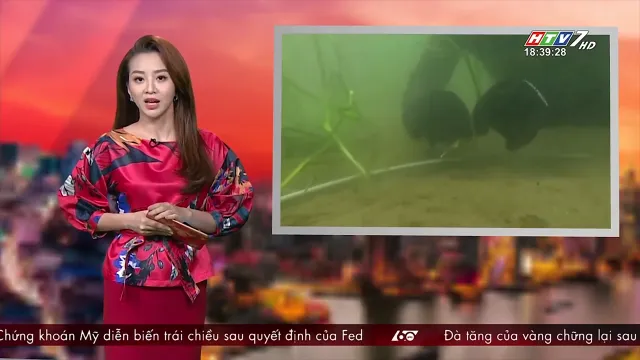 HTV7 HD
18:39:28
Chứng khoán Mỹ diễn biến trái chiều sau quyết định của Fed
60
Đà tăng của vàng chững lại sau